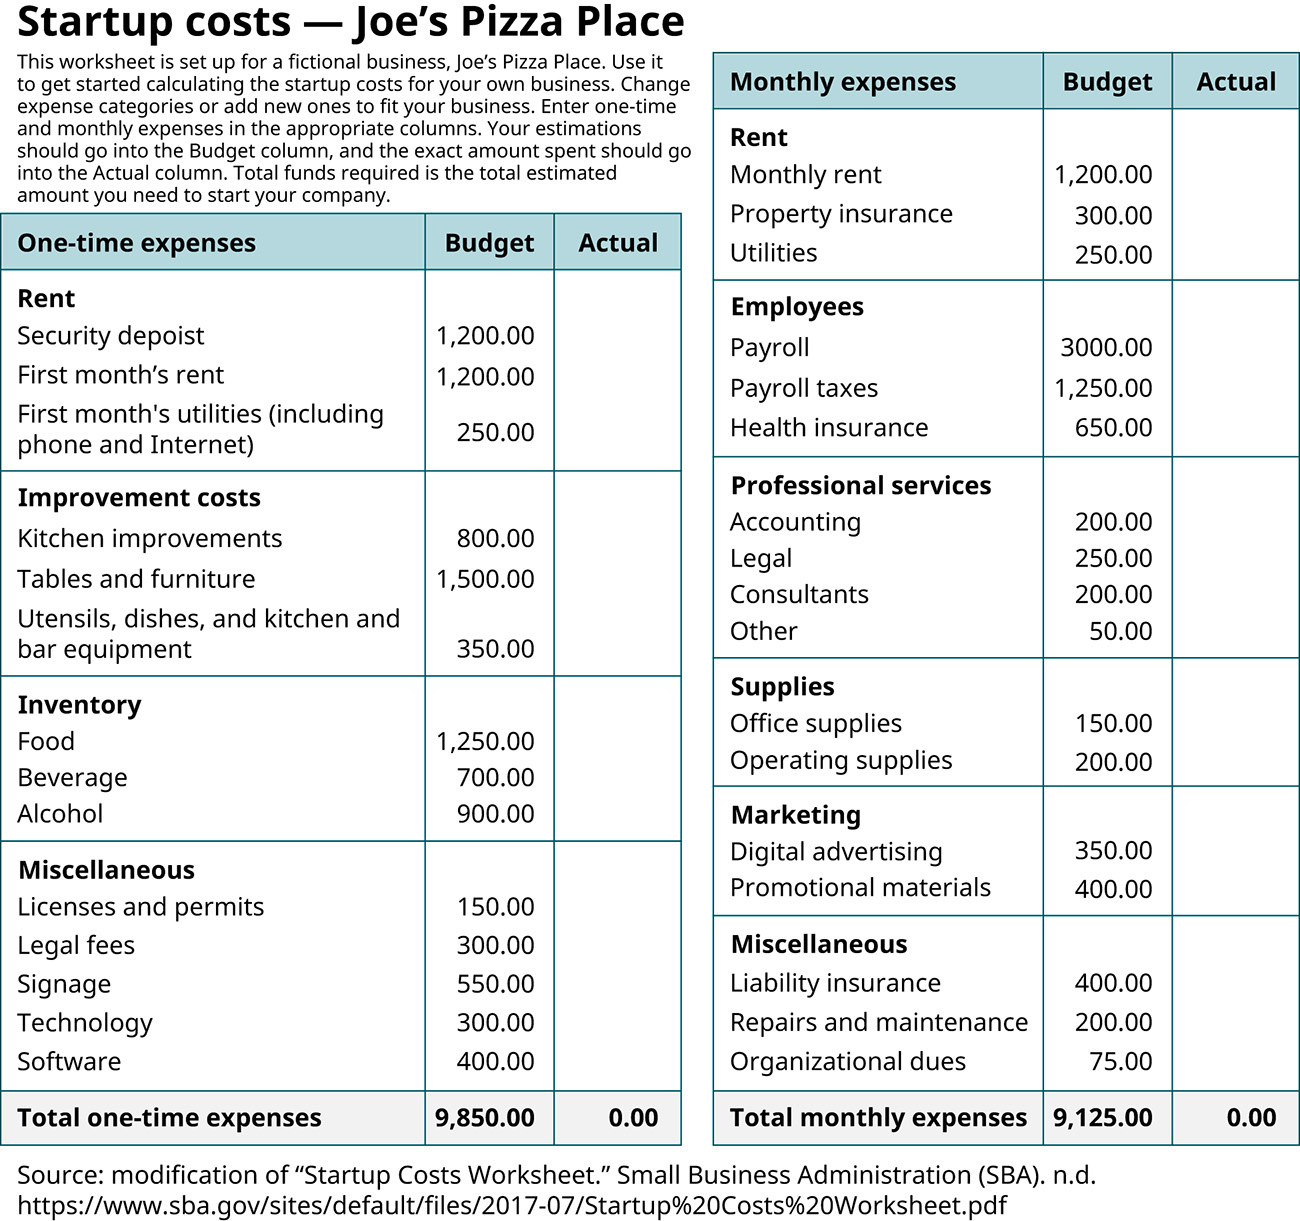 Startup costs — Joe’s Pizza Place
This worksheet is set up for a fictional business, Joe’s Pizza Place. Use it
to get started calculating the startup costs for your own business. Change
expense categories or add new ones to fit your business. Enter one-time
and monthly expenses in the appropriate columns. Your estimations
should go into the Budget column, and the exact amount spent should go
into the Actual column. Total funds required is the total estimated
amount you need to start your company.
One-time expenses Budget Actual
Rent
Security depoist 1,200.00
First month’s rent 1,200.00
First month's utilities (including
phone and Internet) 250.00
Improvement costs
Kitchen improvements 800.00
Tables and furniture 1,500.00
Utensils, dishes, and kitchen and
bar equipment 350.00
Inventory
Food 1,250.00
Beverage 700.00
Alcohol 900.00
Miscellaneous
Licenses and permits 150.00
Legal fees 300.00
Signage 550.00
Technology 300.00
Software 400.00
Total one-time expenses 9,850.00 0.00
Monthly expenses Budget Actual
Rent
Monthly rent 1,200.00
Property insurance 300.00
Utilities 250.00
Employees
Payroll 3000.00
Payroll taxes 1,250.00
Health insurance 650.00
Professional services
Accounting 200.00
Legal 250.00
Consultants 200.00
Other 50.00
Supplies
Office supplies 150.00
Operating supplies 200.00
Marketing
Digital advertising 350.00
Promotional materials 400.00
Miscellaneous
Liability insurance 400.00
Repairs and maintenance 200.00
Organizational dues 75.00
Total monthly expenses 9,125.00 0.00
Source: modification of “Startup Costs Worksheet.” Small Business Administration (SBA). n.d.
https://www.sba.gov/sites/default/files/2017-07/Startup%20Costs%20Worksheet.pdf